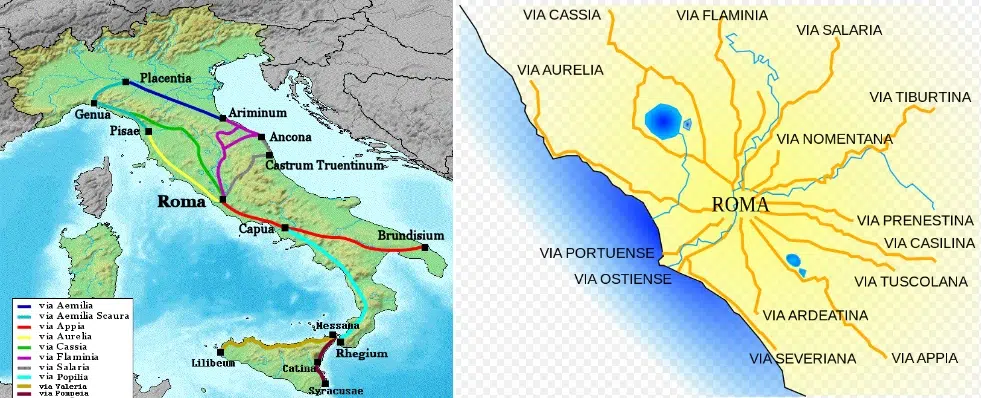 Placentia
Genua
Ariminum
Pisae
Ancona
Castrum Truentinum
Roma
Capua
Brundisium
Messana
Rhegium
Lilibeum
Catina
Syracusae
via Aemilia
via Aemilia Scaura
via Appia
via Aurelia
via Cassia
via Flaminia
via Salaria
via Popilia
via Valeria
via Pompeia
VIA CASSIA
VIA FLAMINIA
VIA SALARIA
VIA AURELIA
VIA TIBURTINA
VIA NOMENTANA
ROMA
VIA PRENESTINA
VIA CASILINA
VIA PORTUENSE
VIA OSTIENSE
VIA TUSCOLANA
VIA ARDEATINA
VIA SEVERIANA
VIA APPIA